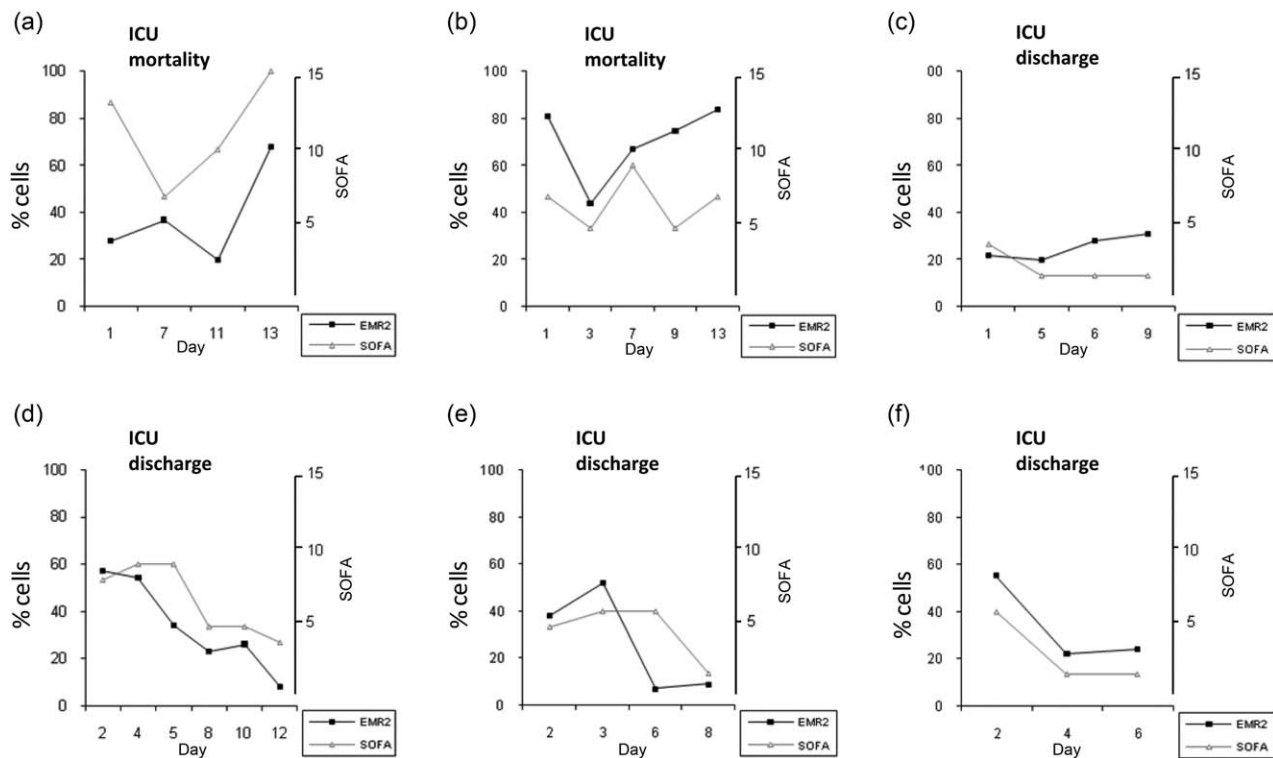 (a)
ICU
mortality
100
80
60
40
20
0
% cells
15
10
5
SOFA
1 7 11 13
Day
EMR2
SOFA
(b)
ICU
mortality
100
80
60
40
20
0
% cells
15
10
5
SOFA
1 3 7 9 13
Day
EMR2
SOFA
(c)
ICU
discharge
00
80
60
40
20
0
% cells
15
10
5
SOFA
1 5 6 9
Day
EMR2
SOFA
(d)
ICU
discharge
100
80
60
40
20
0
% cells
15
10
5
SOFA
2 4 5 8 10 12
Day
EMR2
SOFA
(e)
ICU
discharge
100
80
60
40
20
0
% cells
15
10
5
SOFA
2 3 6 8
Day
EMR2
SOFA
(f)
ICU
discharge
00
80
60
40
20
0
% cells
15
10
5
SOFA
2 4 6
Day
EMR2
SOFA